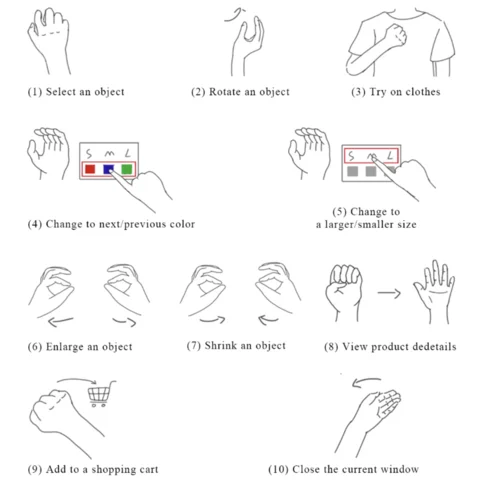 (1) Select an object
(2) Rotate an object
(3) Try on clothes
S M L
S M L
(4) Change to next/previous color
(5) Change to
a larger/smaller size
(6) Enlarge an object
(7) Shrink an object
(8) View product dedetails
(9) Add to a shopping cart
(10) Close the current window